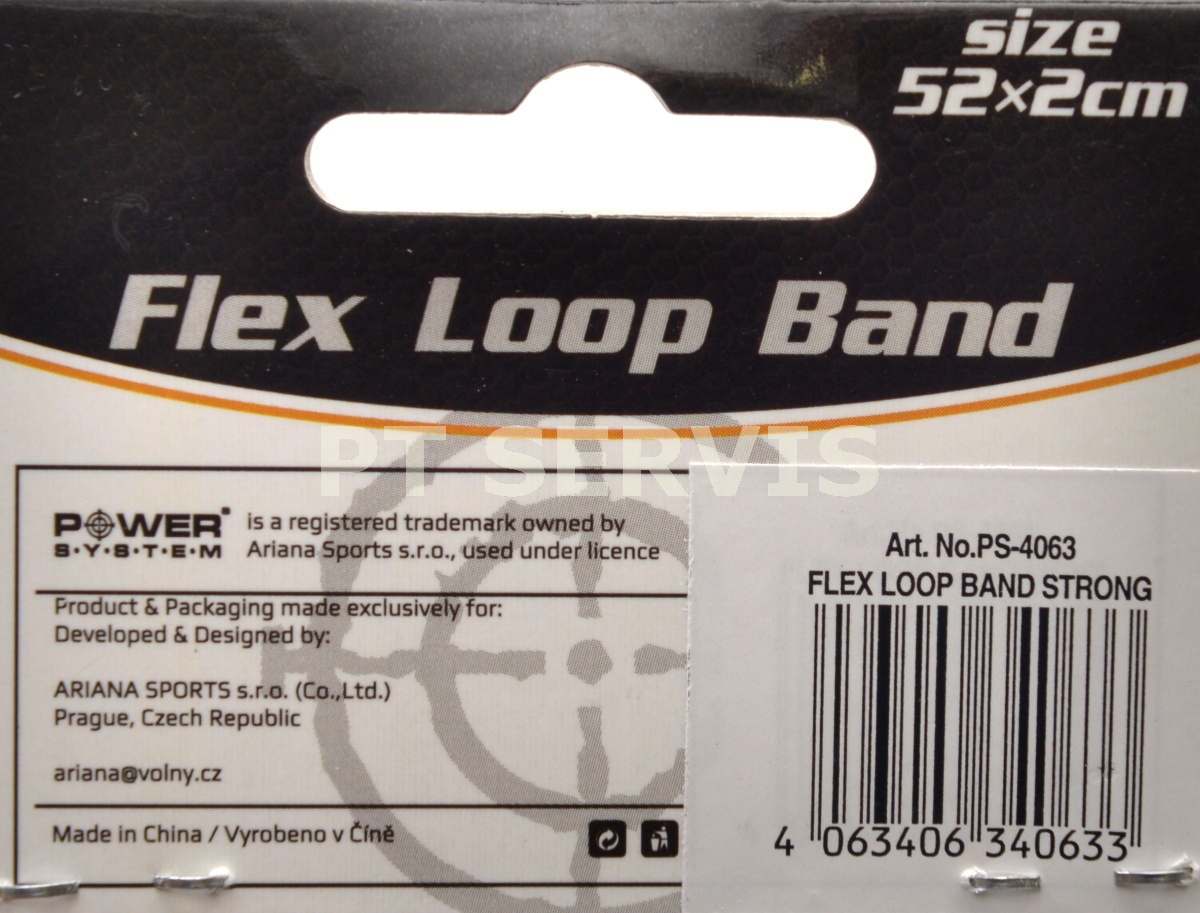 size
52×2cm
Flex Loop Band
PT SERVIS
POWER
S·Y·S·T·E·M
is a registered trademark owned by
Ariana Sports s.r.o., used under licence
Product & Packaging made exclusively for:
Developed & Designed by:
ARIANA SPORTS s.r.o. (Co.,Ltd.)
Prague, Czech Republic
ariana@volny.cz
Made in China / Vyrobeno v Číně
Art. No.PS-4063
FLEX LOOP BAND STRONG
4 063406 340633